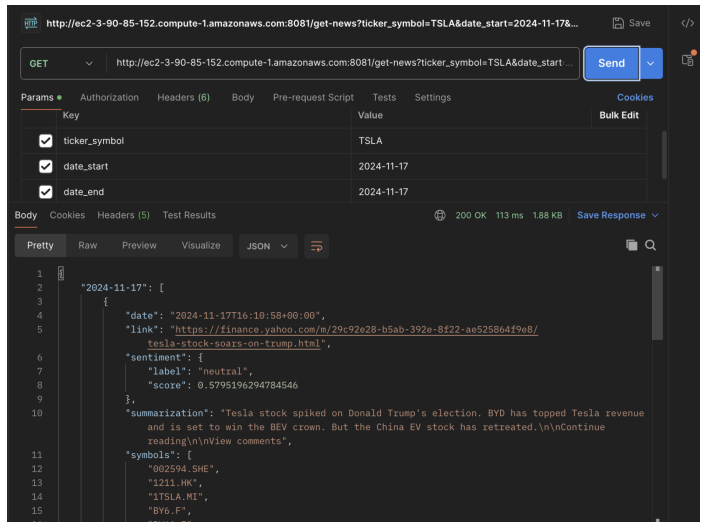 HTTP http://ec2-3-90-85-152.compute-1.amazonaws.com:8081/get-news?ticker_symbol=TSLA&date_start=2024-11-17&... Save </>
GET http://ec2-3-90-85-152.compute-1.amazonaws.com:8081/get-news?ticker_symbol=TSLA&date_start... Send
Params Authorization Headers (6) Body Pre-request Script Tests Settings Cookies
Key Value Bulk Edit
ticker_symbol TSLA
date_start 2024-11-17
date_end 2024-11-17
Body Cookies Headers (5) Test Results 200 OK 113 ms 1.88 KB Save Response
Pretty Raw Preview Visualize JSON
1 {
2 "2024-11-17": [
3 {
4 "date": "2024-11-17T16:10:58+00:00",
5 "link": "https://finance.yahoo.com/m/29c92e28-b5ab-392e-8f22-ae525864f9e8/
tesla-stock-soars-on-trump.html",
6 "sentiment": {
7 "label": "neutral",
8 "score": 0.5795196294784546
9 },
10 "summarization": "Tesla stock spiked on Donald Trump's election. BYD has topped Tesla revenue
and is set to win the BEV crown. But the China EV stock has retreated.\n\nContinue
reading\n\nView comments",
11 "symbols": [
12 "002594.SHE",
13 "1211.HK",
14 "1TSLA.MI",
15 "BY6.F",